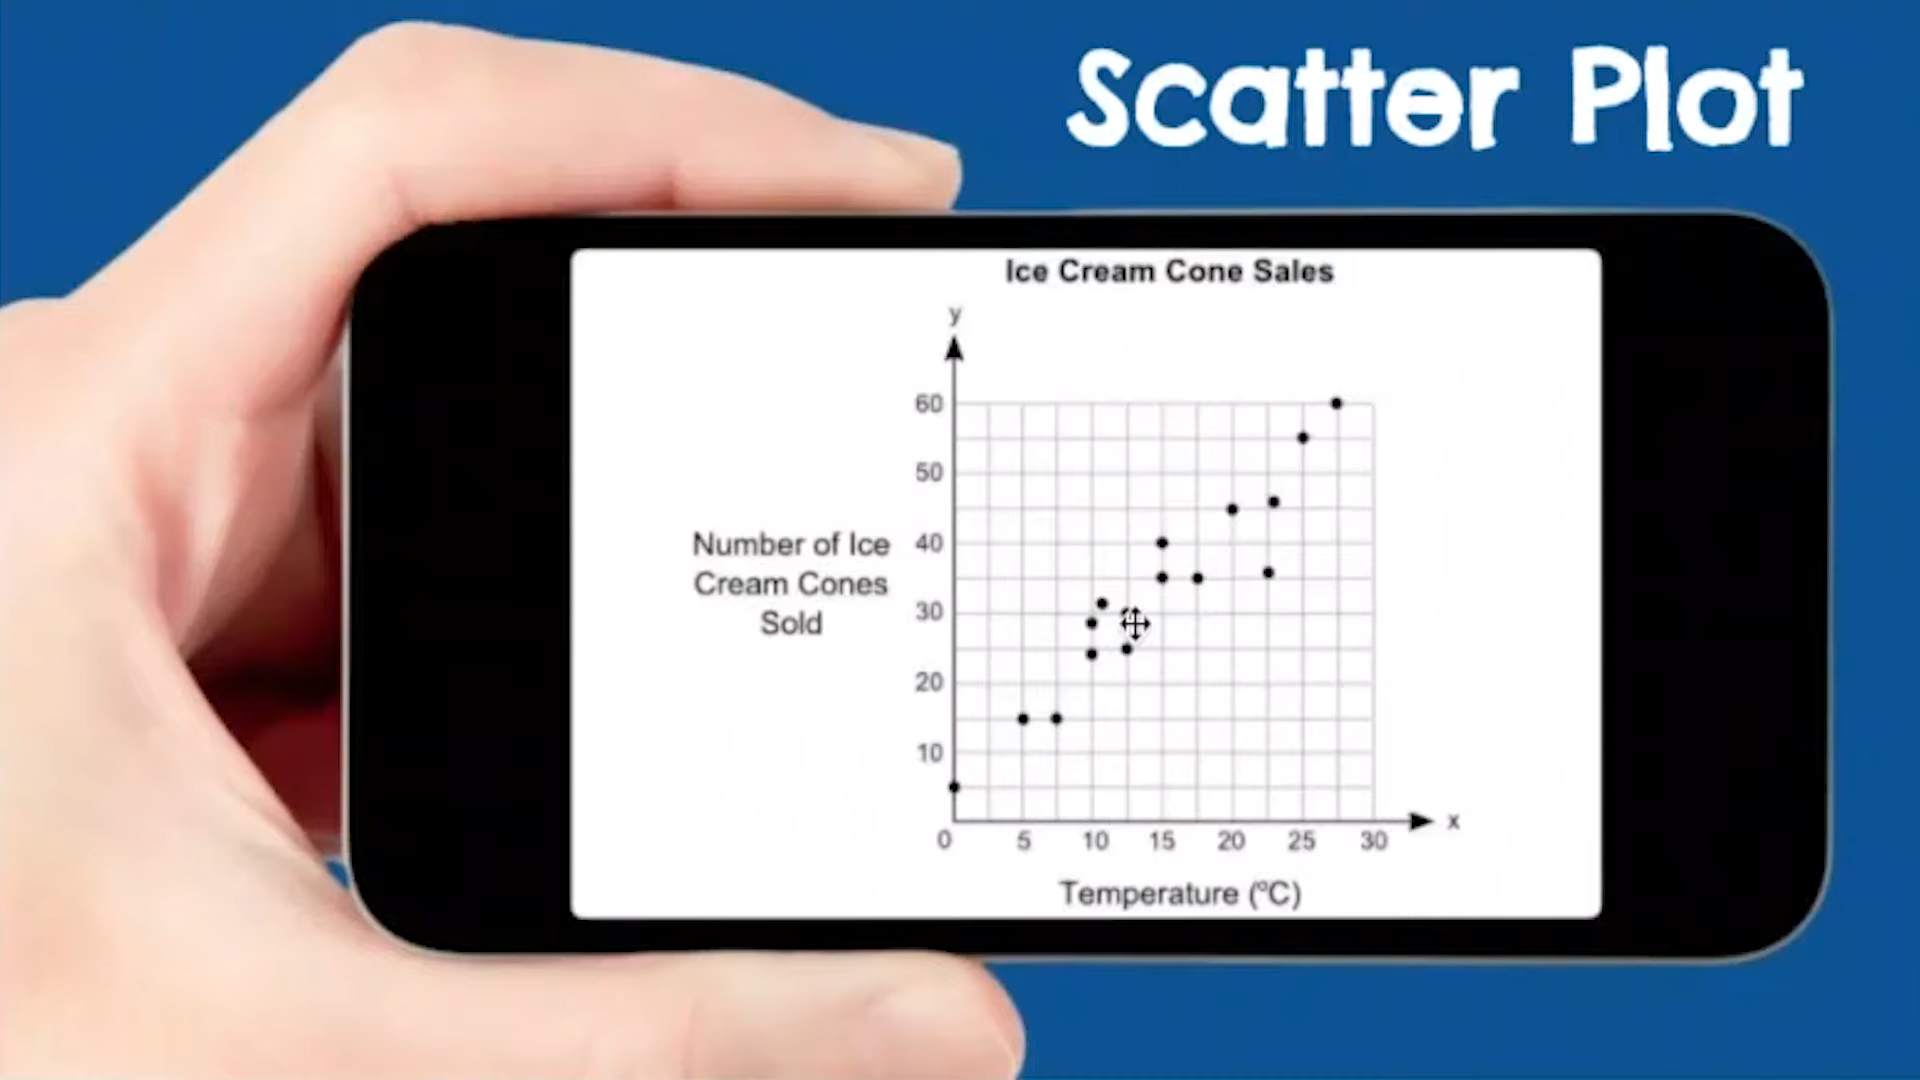 Scatter Plot
Ice Cream Cone Sales
y
60
50
Number of Ice
Cream Cones
Sold
40
30
20
10
0 5 10 15 20 25 30
x
Temperature (ºC)